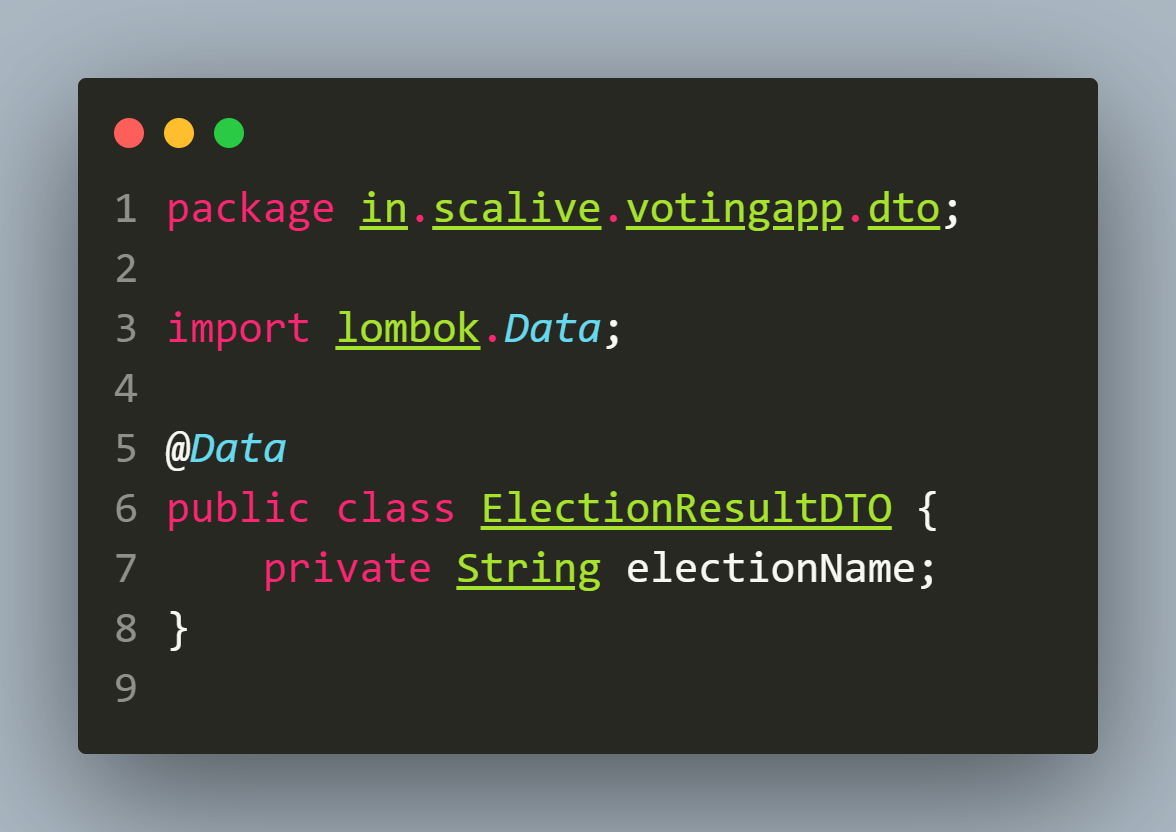 1 package in.scalive.votingapp.dto;
2
3 import lombok.Data;
4
5 @Data
6 public class ElectionResultDTO {
7     private String electionName;
8 }
9